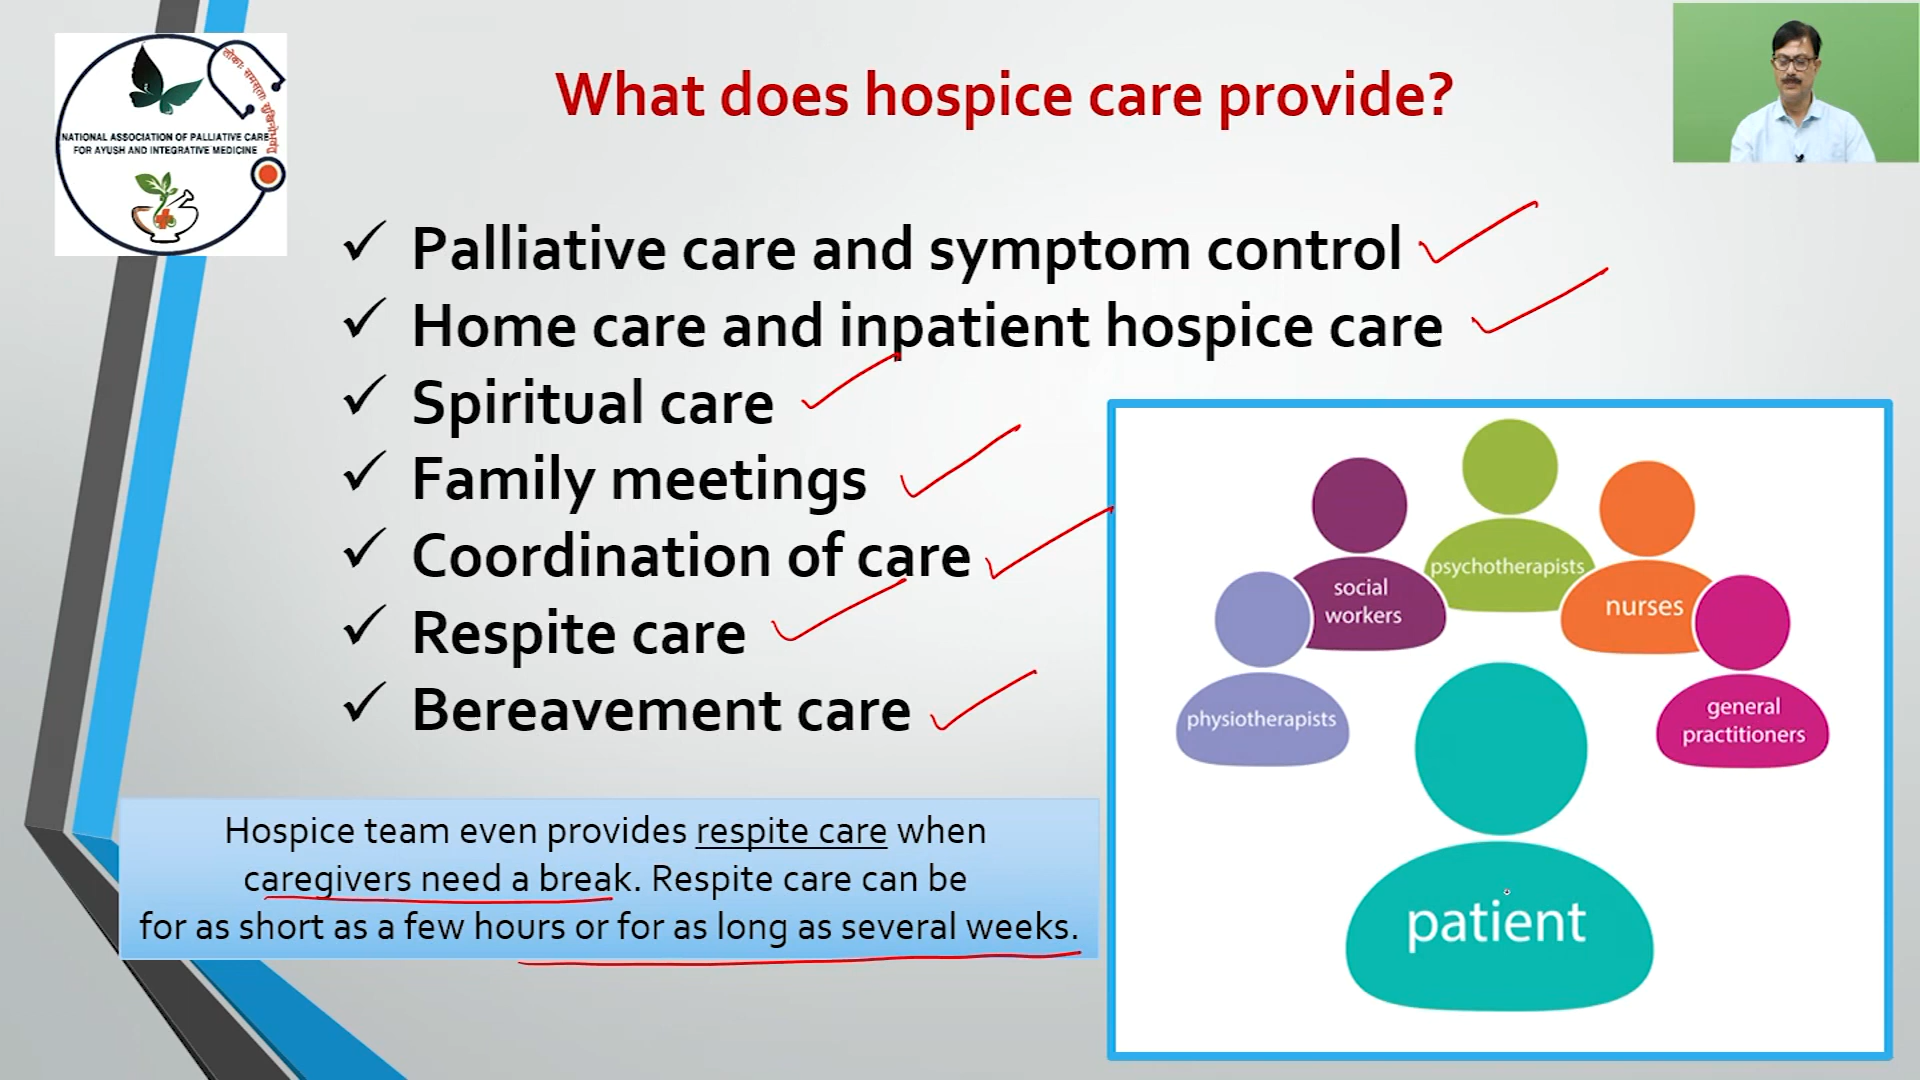 What does hospice care provide?
NATIONAL ASSOCIATION OF PALLIATIVE CARE
FOR AYUSH AND INTEGRATIVE MEDICINE
✓ Palliative care and symptom control
✓ Home care and inpatient hospice care
✓ Spiritual care
✓ Family meetings
✓ Coordination of care
✓ Respite care
✓ Bereavement care
Hospice team even provides respite care when
caregivers need a break. Respite care can be
for as short as a few hours or for as long as several weeks.
psychotherapists
social
workers
nurses
physiotherapists
general
practitioners
patient